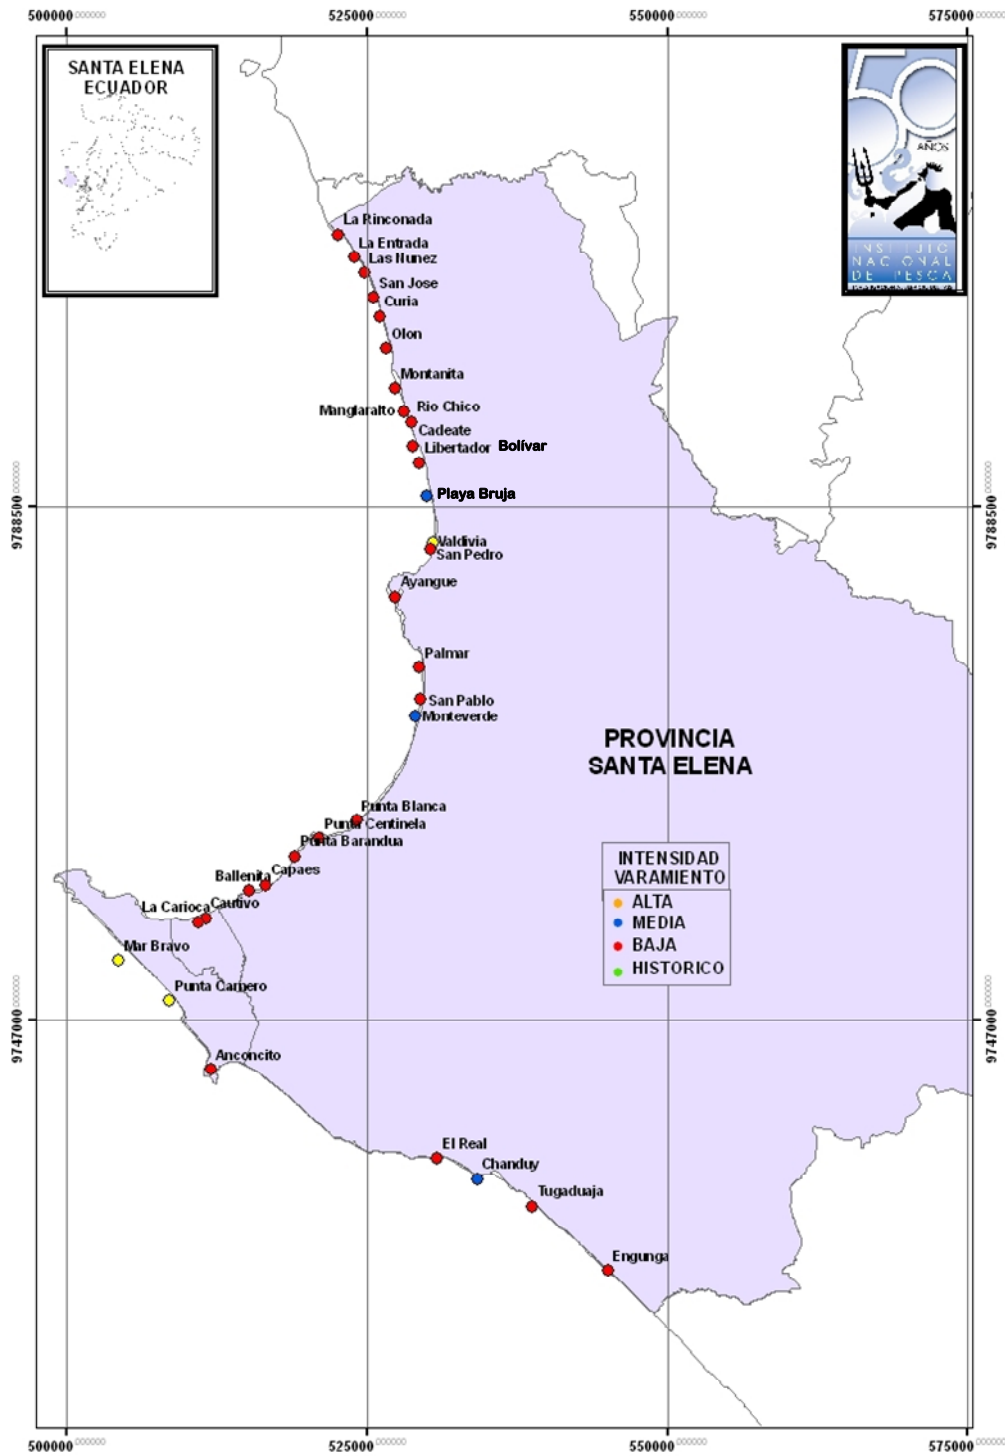 500000
525000
550000
575000
SANTA ELENA
ECUADOR
50
AÑOS
INSTITUTO
NACIONAL
DE PESCA
La Rinconada
La Entrada
Las Nunez
San Jose
Curia
Olon
Montanita
Manglaralto
Rio Chico
Cadeate
Libertador Bolívar
Playa Bruja
9788500
9788500
Valdivia
San Pedro
Ayangue
Palmar
San Pablo
Monteverde
PROVINCIA
SANTA ELENA
Punta Blanca
Punta Centinela
Punta Barandua
Capaes
Ballenita
Cautivo
La Carioca
Mar Bravo
Punta Carnero
INTENSIDAD
VARAMIENTO
ALTA
MEDIA
BAJA
HISTORICO
9747000
9747000
Anconcito
El Real
Chanduy
Tugaduaja
Engunga
500000
525000
550000
575000